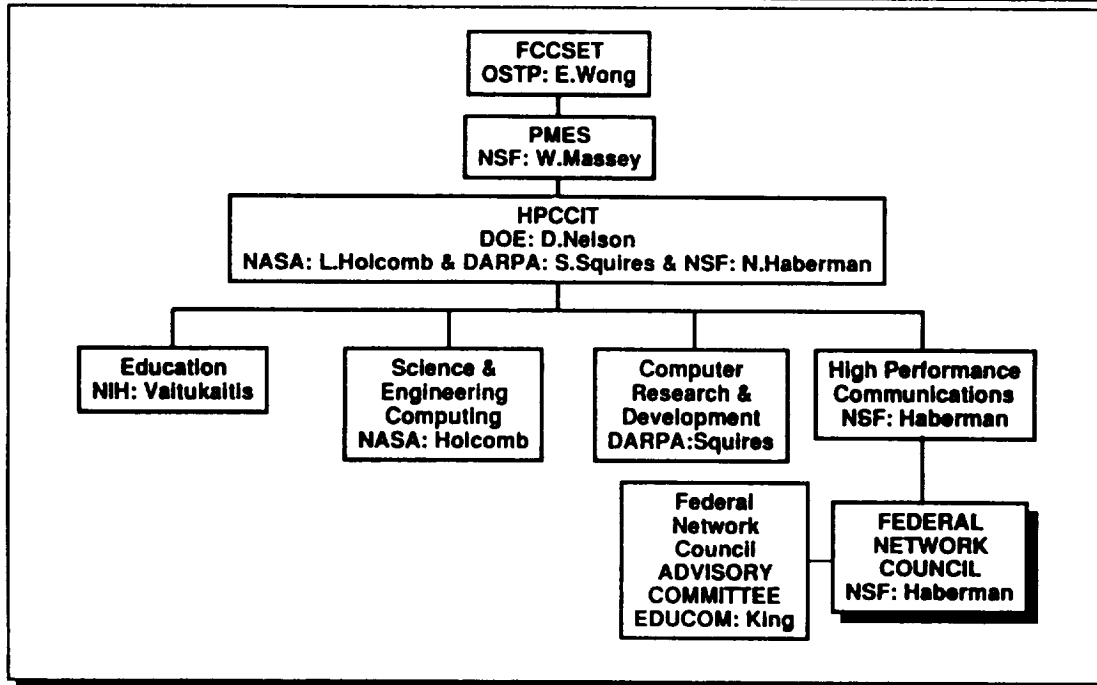 FCCSET
OSTP: E.Wong
PMES
NSF: W.Massey
HPCCIT
DOE: D.Nelson
NASA: L.Holcomb & DARPA: S.Squires & NSF: N.Haberman
Education
NIH: Vaitukaitis
Science &
Engineering
Computing
NASA: Holcomb
Computer
Research &
Development
DARPA:Squires
High Performance
Communications
NSF: Haberman
Federal
Network
Council
ADVISORY
COMMITTEE
EDUCOM: King
FEDERAL
NETWORK
COUNCIL
NSF: Haberman